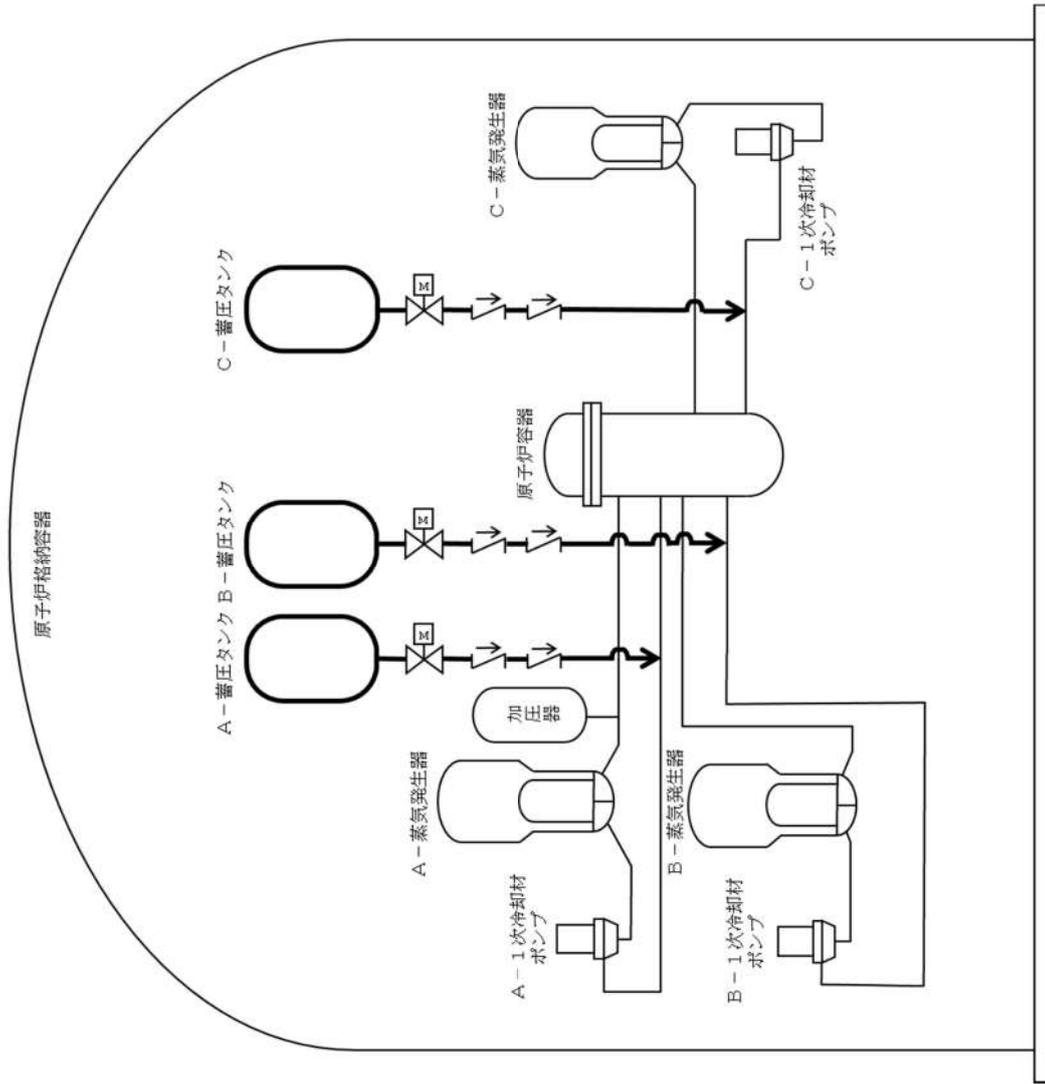 原子炉格納容器
A－蓄圧タンク
B－蓄圧タンク
C－蓄圧タンク
M
M
M
加圧器
原子炉容器
A－蒸気発生器
B－蒸気発生器
C－蒸気発生器
A－１次冷却材
ポンプ
B－１次冷却材
ポンプ
C－１次冷却材
ポンプ